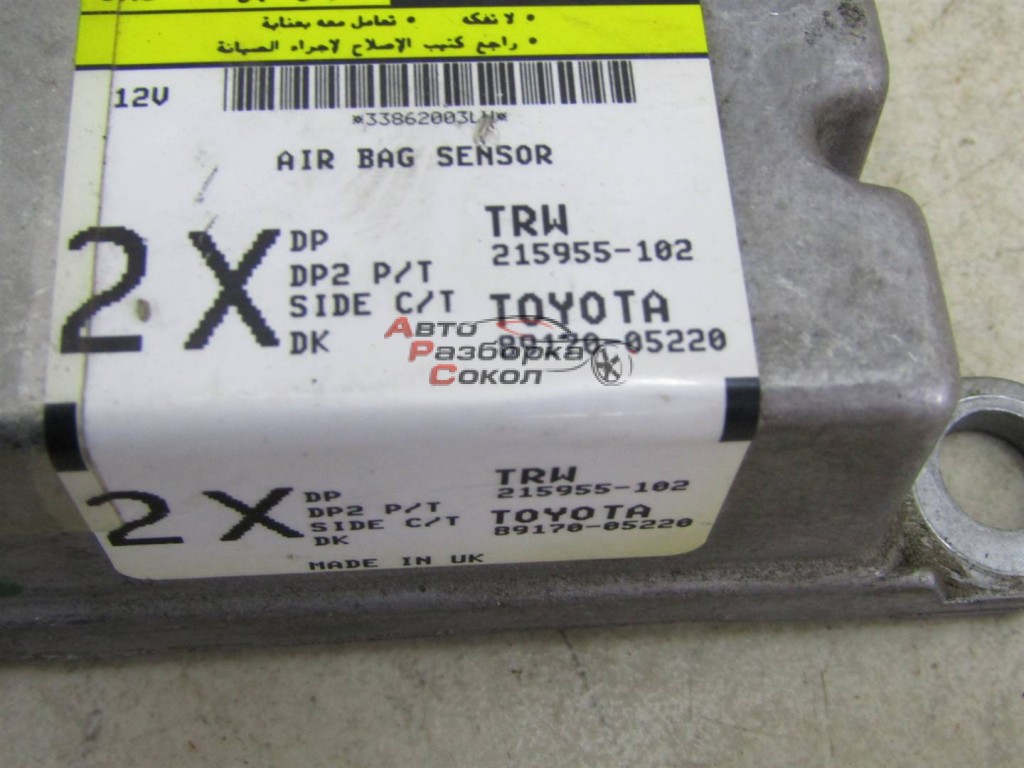 • لا تفكه • تعامل معه بعناية
• راجع كتيب الإصلاح لإجراء الصيانة
12V
*33862003LH*
AIR BAG SENSOR
2X
DP
DP2 P/T
SIDE C/T
DK
TRW
215955-102
TOYOTA
89170-05220
Авто
Разборка
Сокол
2X
DP
DP2 P/T
SIDE C/T
DK
TRW
215955-102
TOYOTA
89170-05220
MADE IN UK